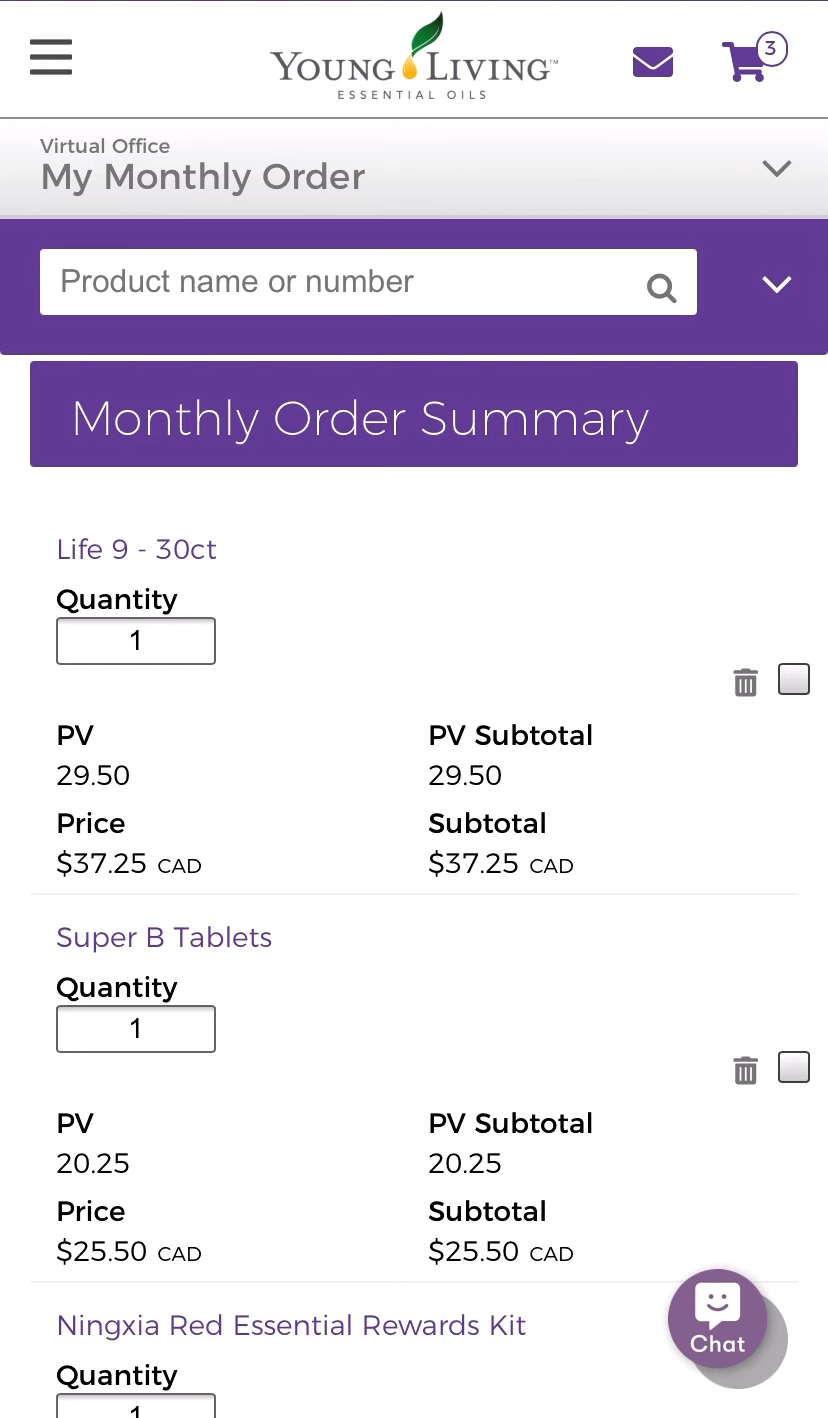 YOUNG LIVING™
ESSENTIAL OILS
3
Virtual Office
My Monthly Order
Product name or number
Monthly Order Summary
Life 9 - 30ct
Quantity
1
PV PV Subtotal
29.50 29.50
Price Subtotal
$37.25 CAD $37.25 CAD
Super B Tablets
Quantity
1
PV PV Subtotal
20.25 20.25
Price Subtotal
$25.50 CAD $25.50 CAD
Ningxia Red Essential Rewards Kit
Chat
Quantity
1